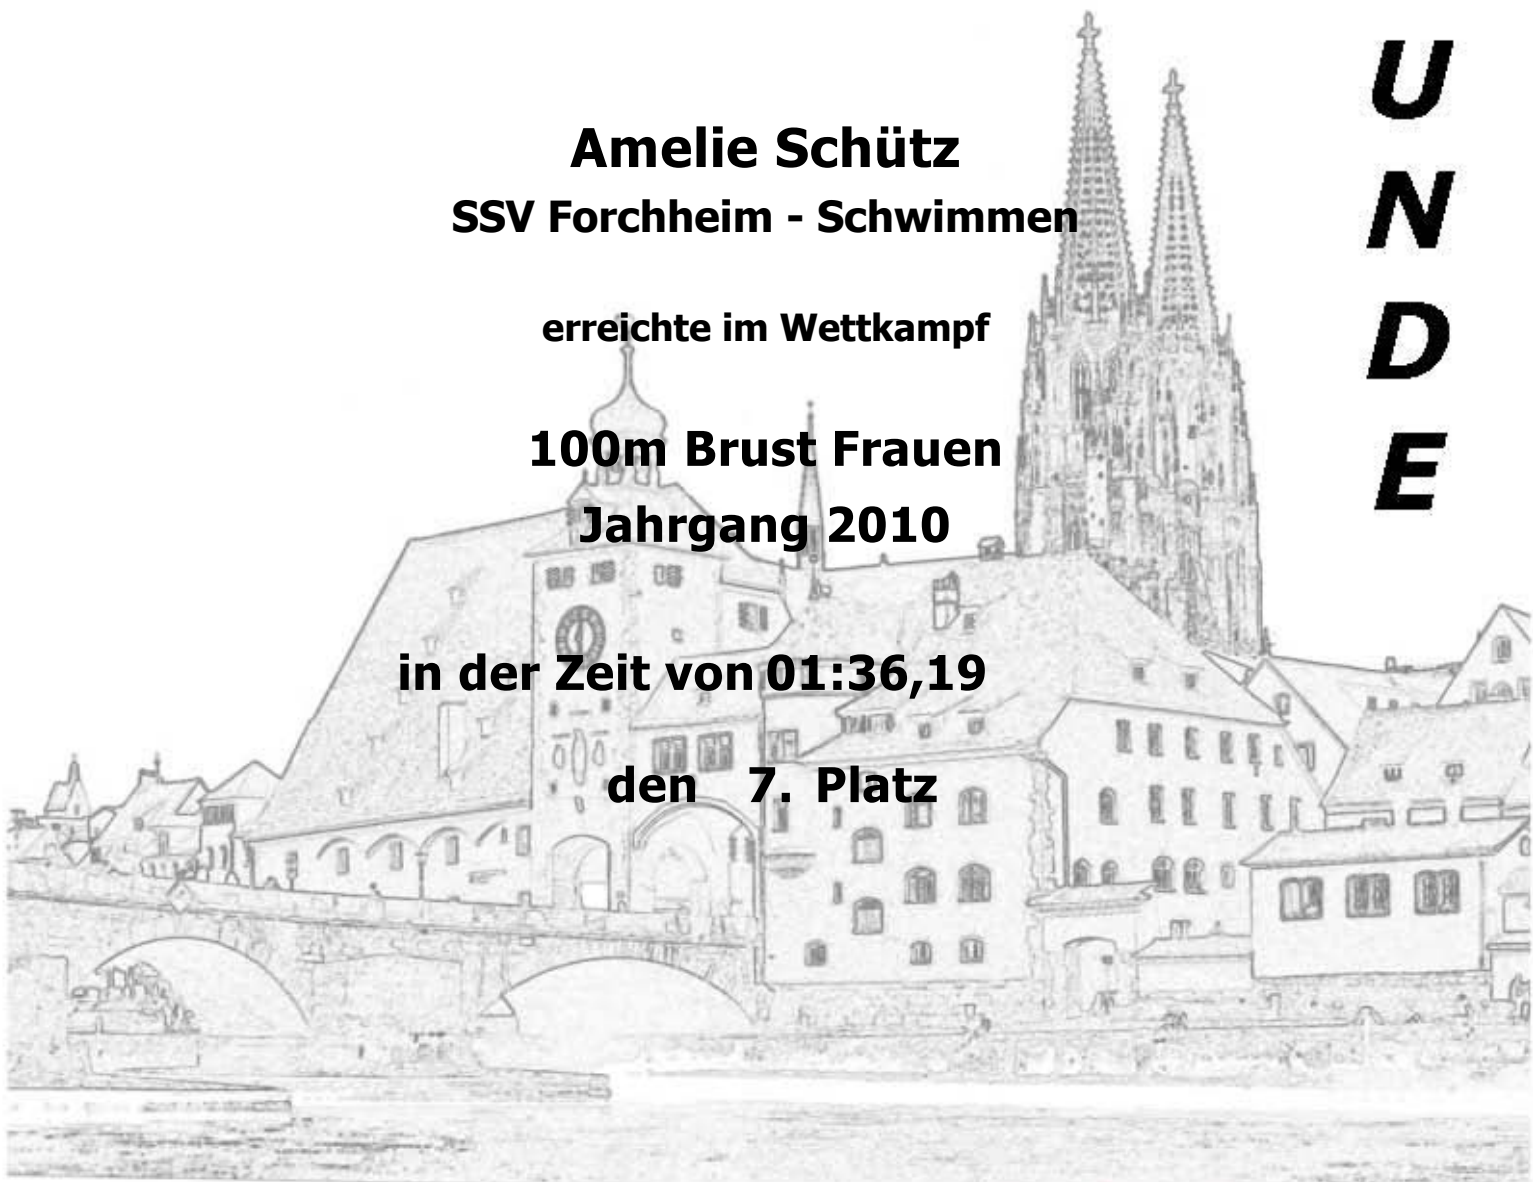 Amelie Schütz
SSV Forchheim - Schwimmen
erreichte im Wettkampf
100m Brust Frauen
Jahrgang 2010
in der Zeit von 01:36,19
den 7. Platz
U
N
D
E